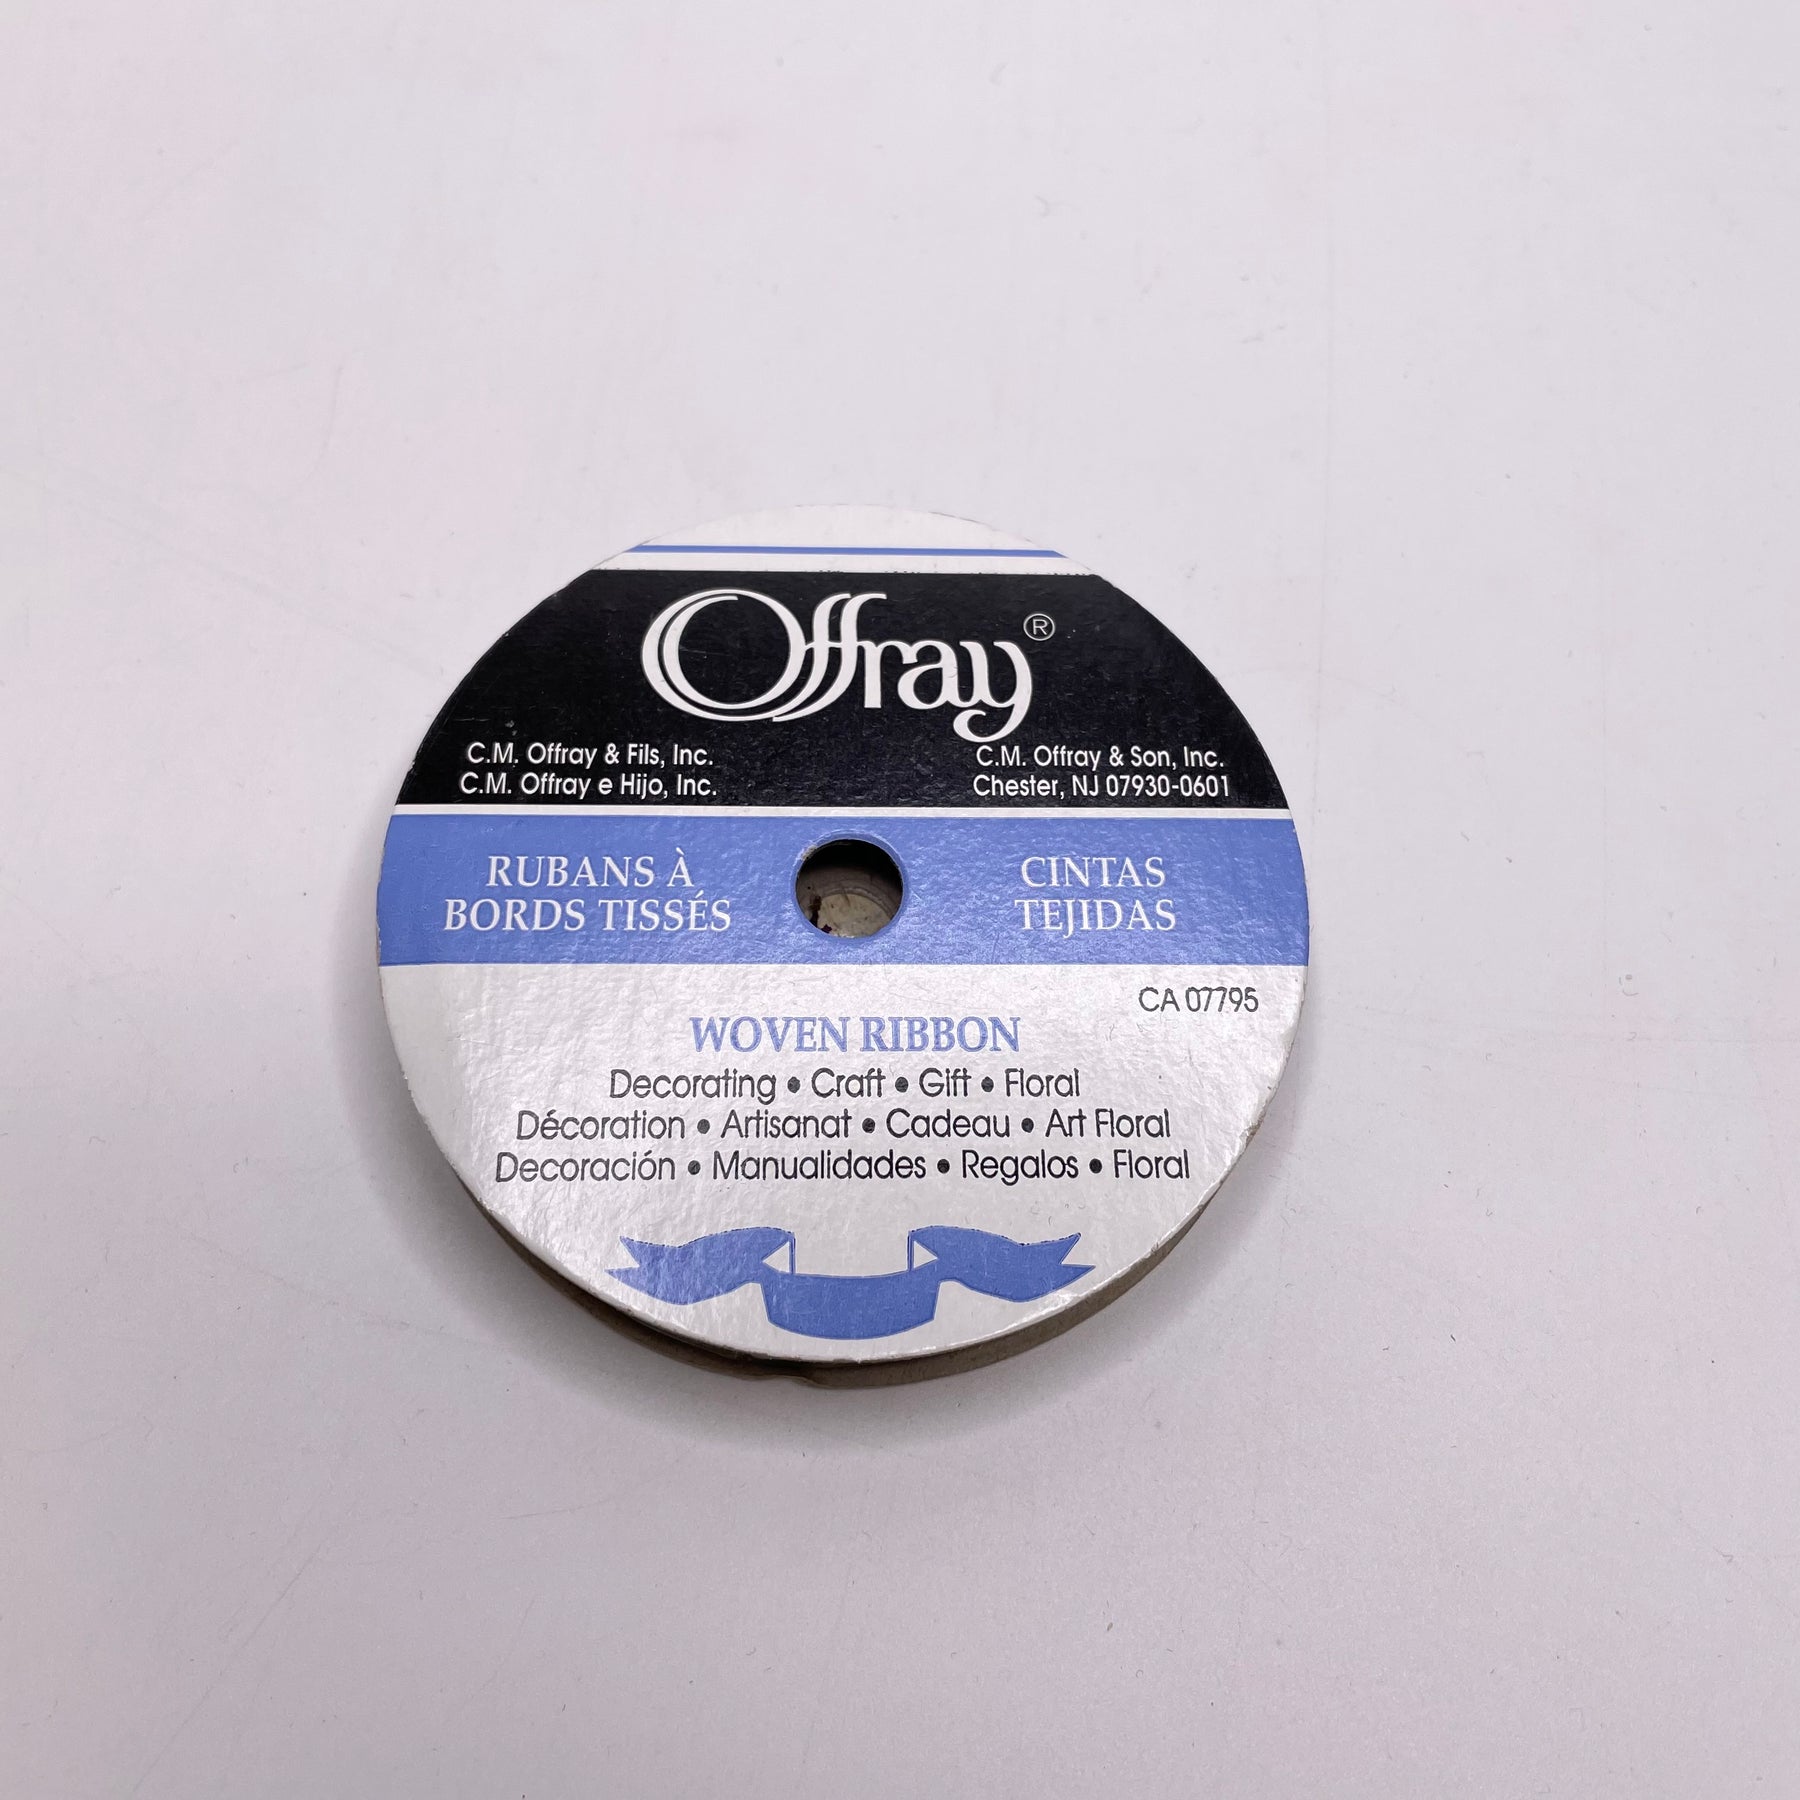 Offray®
C.M. Offray & Fils, Inc.
C.M. Offray e Hijo, Inc.
C.M. Offray & Son, Inc.
Chester, NJ 07930-0601
RUBANS À
BORDS TISSÉS
CINTAS
TEJIDAS
CA 07795
WOVEN RIBBON
Decorating • Craft • Gift • Floral
Décoration • Artisanat • Cadeau • Art Floral
Decoración • Manualidades • Regalos • Floral